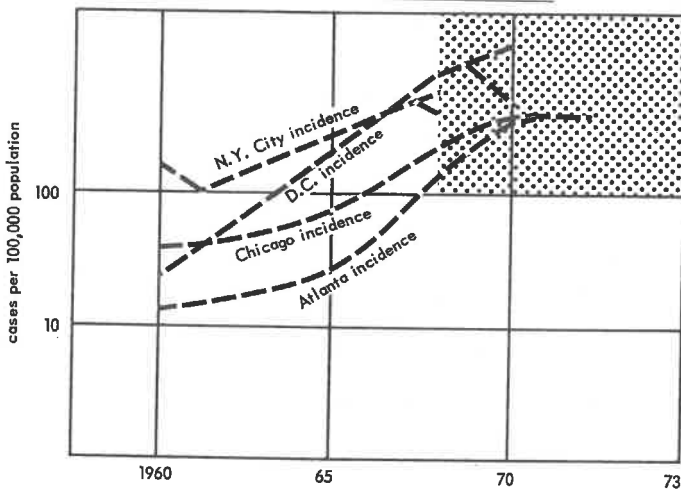 cases per 100,000 population
100
10
N.Y. City incidence
D.C. incidence
Chicago incidence
Atlanta incidence
1960
65
70
73